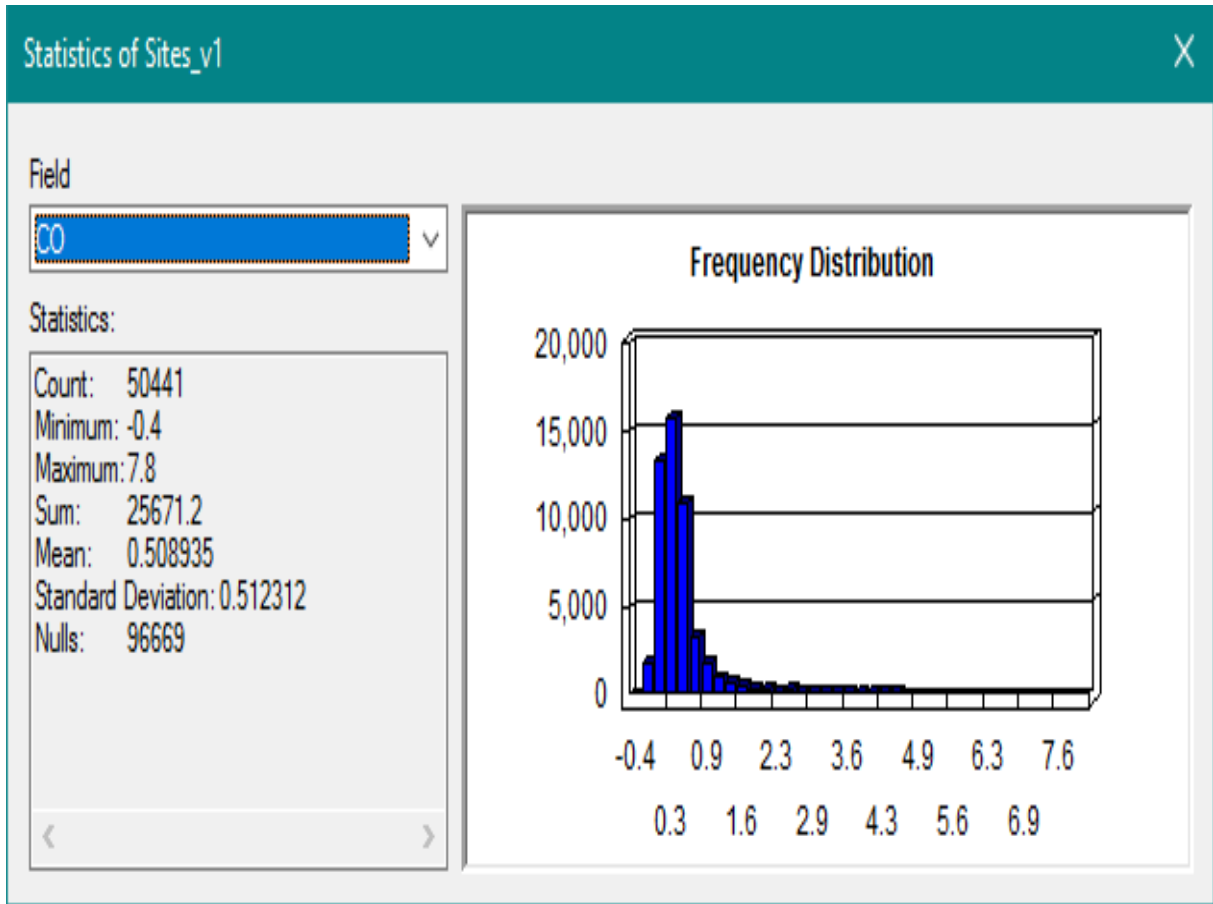 Statistics of Sites_v1
X
Field
CO
Statistics:
Count: 50441
Minimum: -0.4
Maximum: 7.8
Sum: 25671.2
Mean: 0.508935
Standard Deviation: 0.512312
Nulls: 96669
Frequency Distribution
20,000
15,000
10,000
5,000
0
-0.4 0.9 2.3 3.6 4.9 6.3 7.6
0.3 1.6 2.9 4.3 5.6 6.9